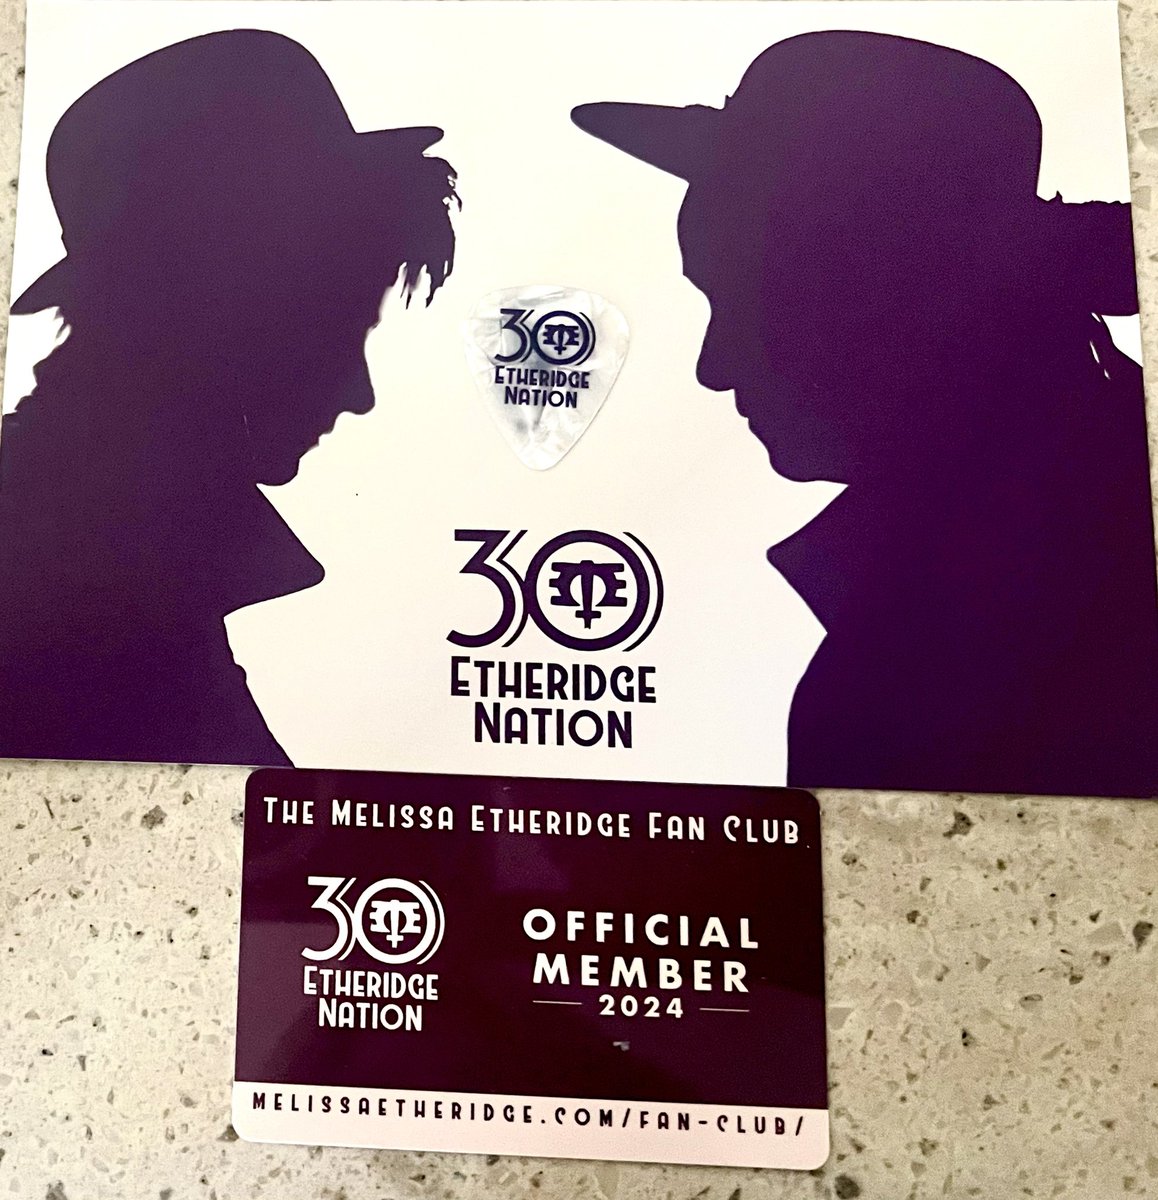 30
ETHERIDGE
NATION
30
ETHERIDGE
NATION
THE MELISSA ETHERIDGE FAN CLUB
30
ETHERIDGE
NATION
OFFICIAL
MEMBER
2024
MELISSAETHERIDGE.COM/FAN-CLUB/